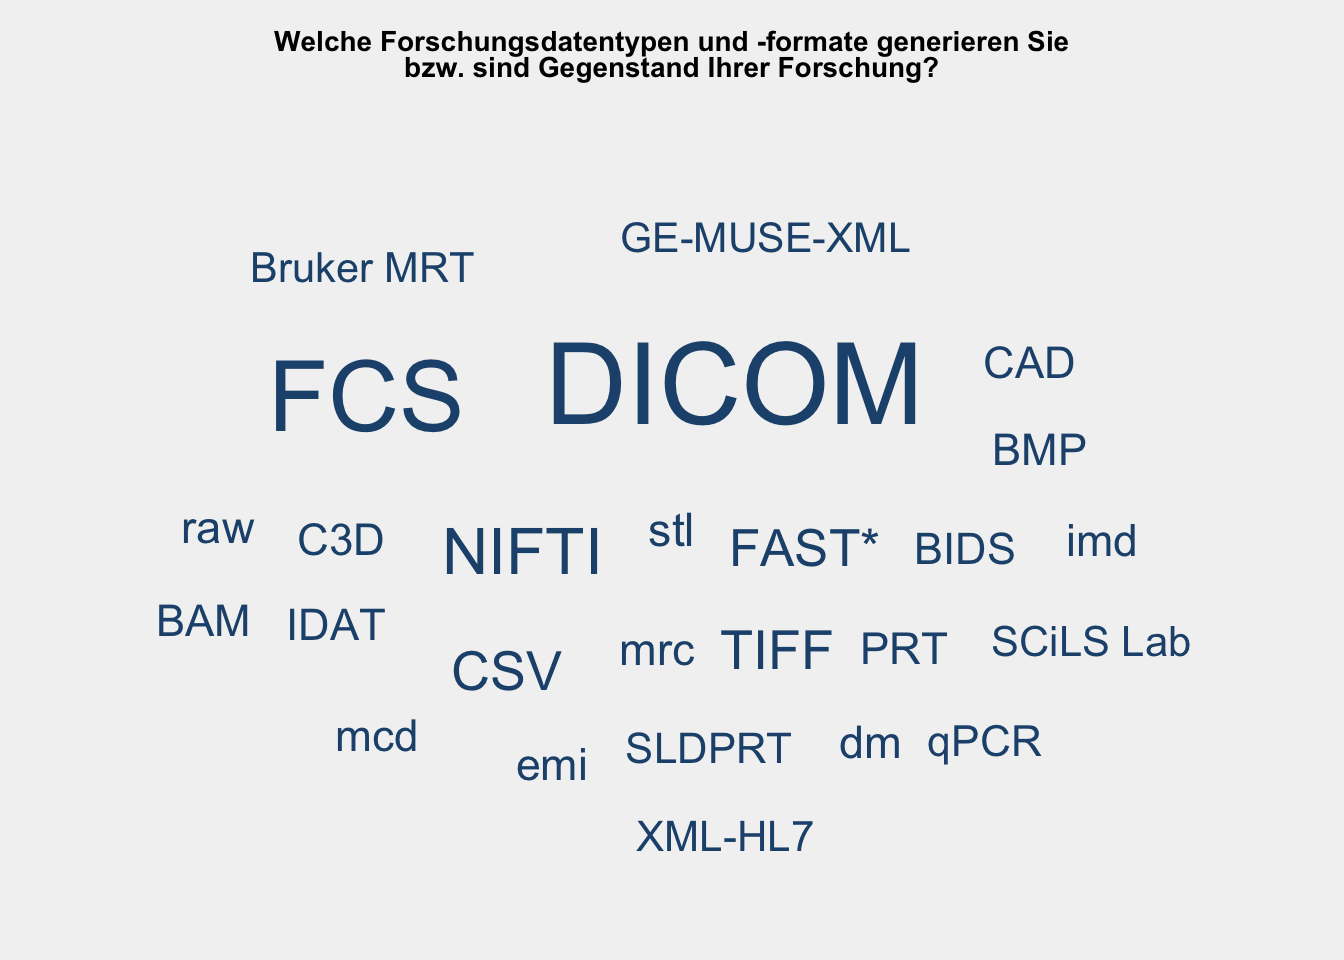 Welche Forschungsdatentypen und -formate generieren Sie
bzw. sind Gegenstand Ihrer Forschung?
GE-MUSE-XML
Bruker MRT
FCS DICOM CAD
BMP
raw C3D NIFTI stl FAST* BIDS imd
BAM IDAT
CSV mrc TIFF PRT SCiLS Lab
mcd emi SLDPRT dm qPCR
XML-HL7